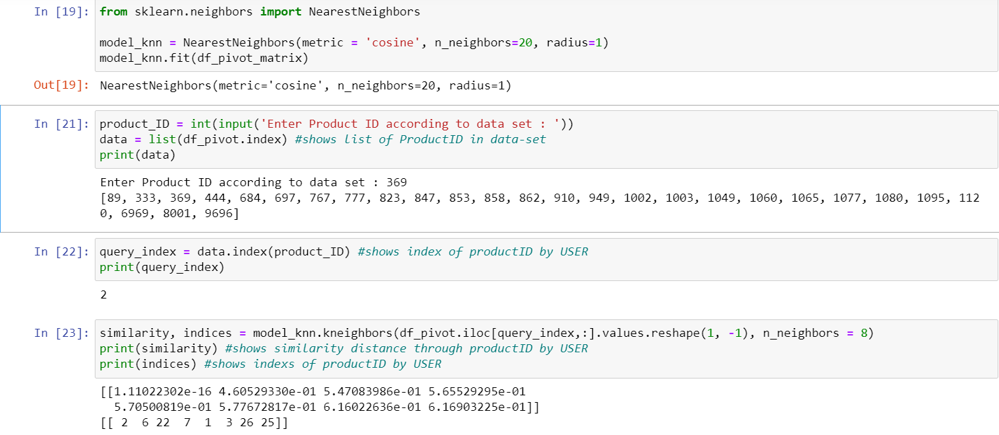 In [19]: from sklearn.neighbors import NearestNeighbors
model_knn = NearestNeighbors(metric = 'cosine', n_neighbors=20, radius=1)
model_knn.fit(df_pivot_matrix)
Out[19]: NearestNeighbors(metric='cosine', n_neighbors=20, radius=1)
In [21]: product_ID = int(input('Enter Product ID according to data set : '))
data = list(df_pivot.index) #shows list of ProductID in data-set
print(data)
Enter Product ID according to data set : 369
[89, 333, 369, 444, 684, 697, 767, 777, 823, 847, 853, 858, 862, 910, 949, 1002, 1003, 1049, 1060, 1065, 1077, 1080, 1095, 112
0, 6969, 8001, 9696]
In [22]: query_index = data.index(product_ID) #shows index of productID by USER
print(query_index)
2
In [23]: similarity, indices = model_knn.kneighbors(df_pivot.iloc[query_index,:].values.reshape(1, -1), n_neighbors = 8)
print(similarity) #shows similarity distance through productID by USER
print(indices) #shows indexs of productID by USER
[[1.11022302e-16 4.60529330e-01 5.47083986e-01 5.65529295e-01
5.70500819e-01 5.77672817e-01 6.16022636e-01 6.16903225e-01]]
[[ 2  6 22  7  1  3 26 25]]